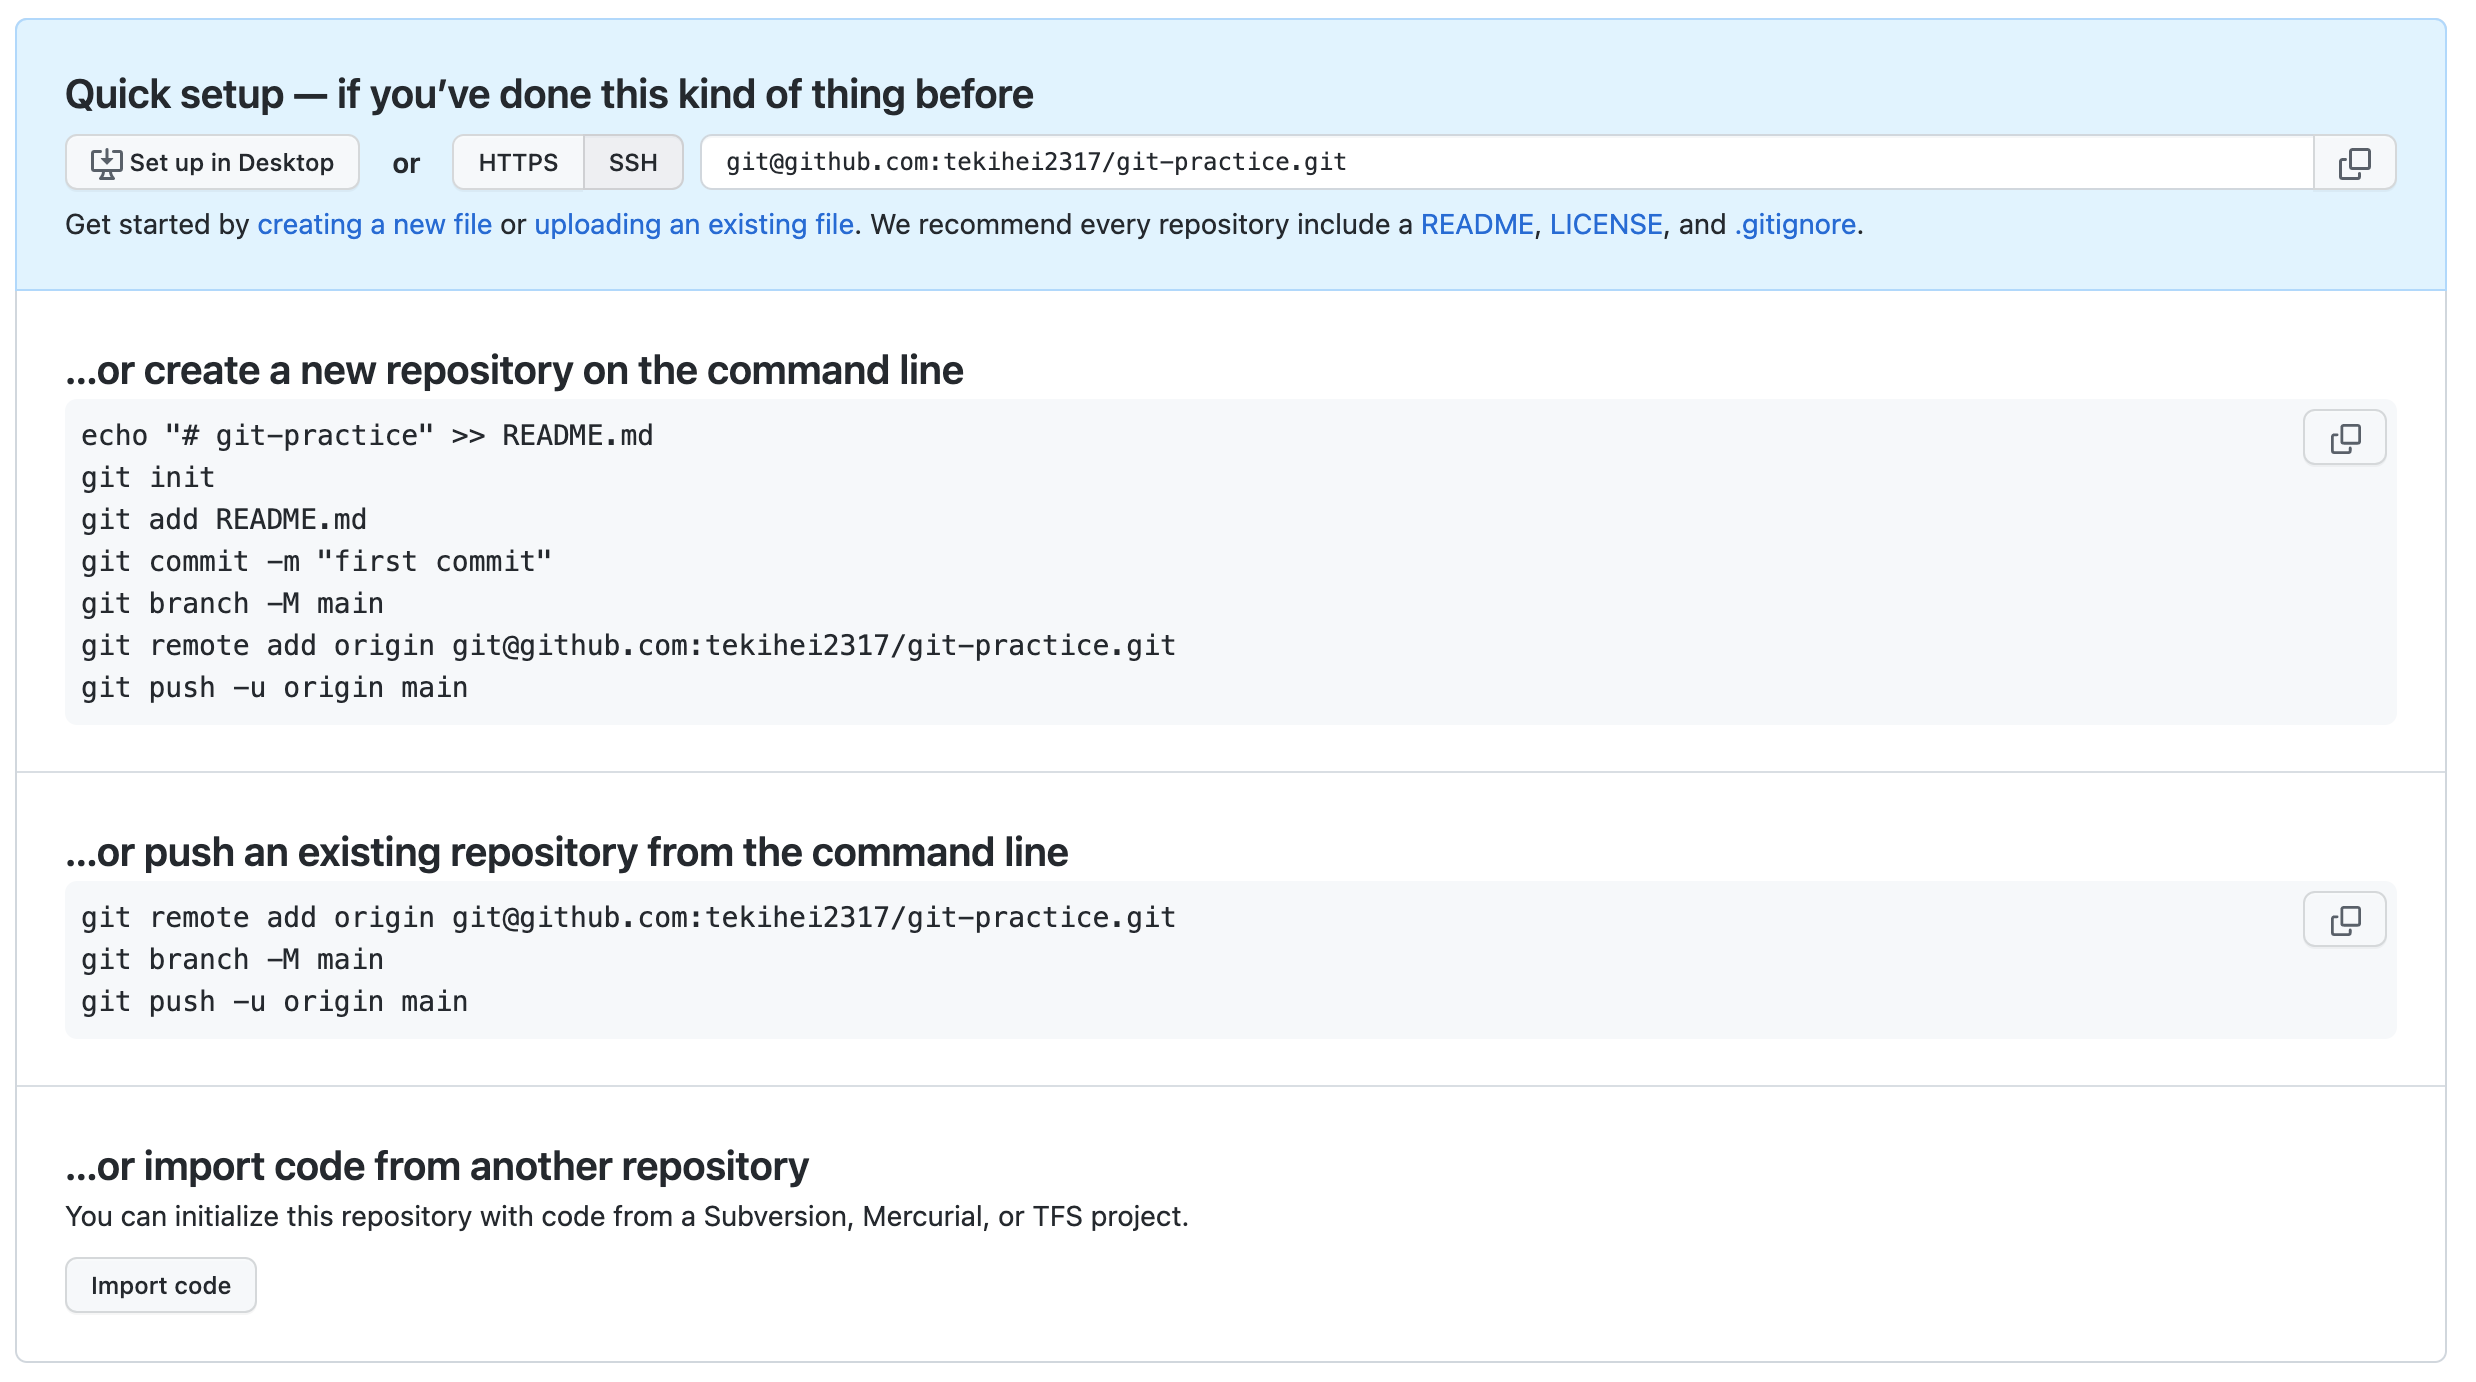 Quick setup — if you’ve done this kind of thing before
Set up in Desktop or HTTPS SSH git@github.com:tekihei2317/git-practice.git
Get started by creating a new file or uploading an existing file. We recommend every repository include a README, LICENSE, and .gitignore.
...or create a new repository on the command line
echo "# git-practice" >> README.md
git init
git add README.md
git commit -m "first commit"
git branch -M main
git remote add origin git@github.com:tekihei2317/git-practice.git
git push -u origin main
...or push an existing repository from the command line
git remote add origin git@github.com:tekihei2317/git-practice.git
git branch -M main
git push -u origin main
...or import code from another repository
You can initialize this repository with code from a Subversion, Mercurial, or TFS project.
Import code